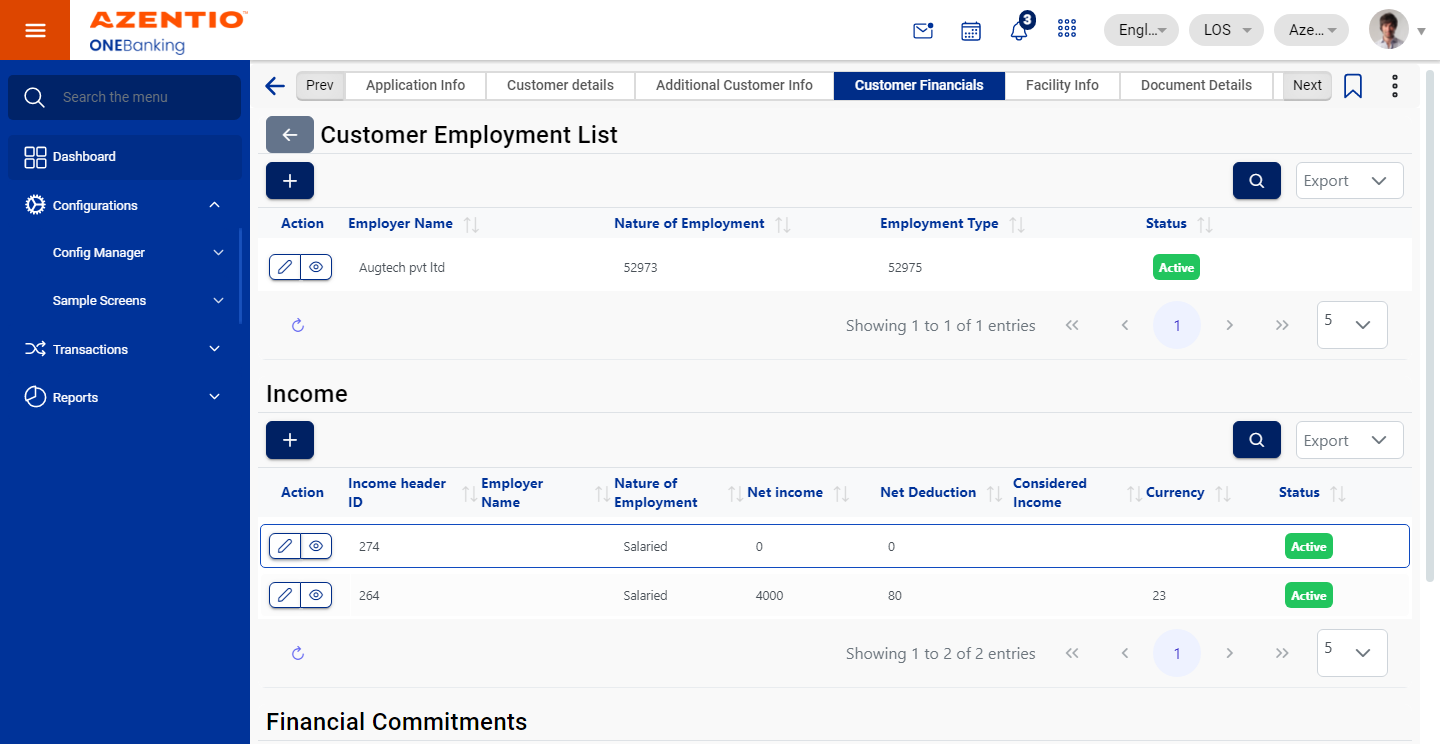 AZENTIO™
ONEBanking
3
Engl...
LOS
Aze...
Search the menu
Dashboard
Configurations
Config Manager
Sample Screens
Transactions
Reports
Prev
Application Info
Customer details
Additional Customer Info
Customer Financials
Facility Info
Document Details
Next
Customer Employment List
Export
Action Employer Name Nature of Employment Employment Type Status
Augtech pvt ltd 52973 52975 Active
Showing 1 to 1 of 1 entries
1
5
Income
Export
Action Income header ID Employer Name Nature of Employment Net income Net Deduction Considered Income Currency Status
274 Salaried 0 0 Active
264 Salaried 4000 80 23 Active
Showing 1 to 2 of 2 entries
1
5
Financial Commitments